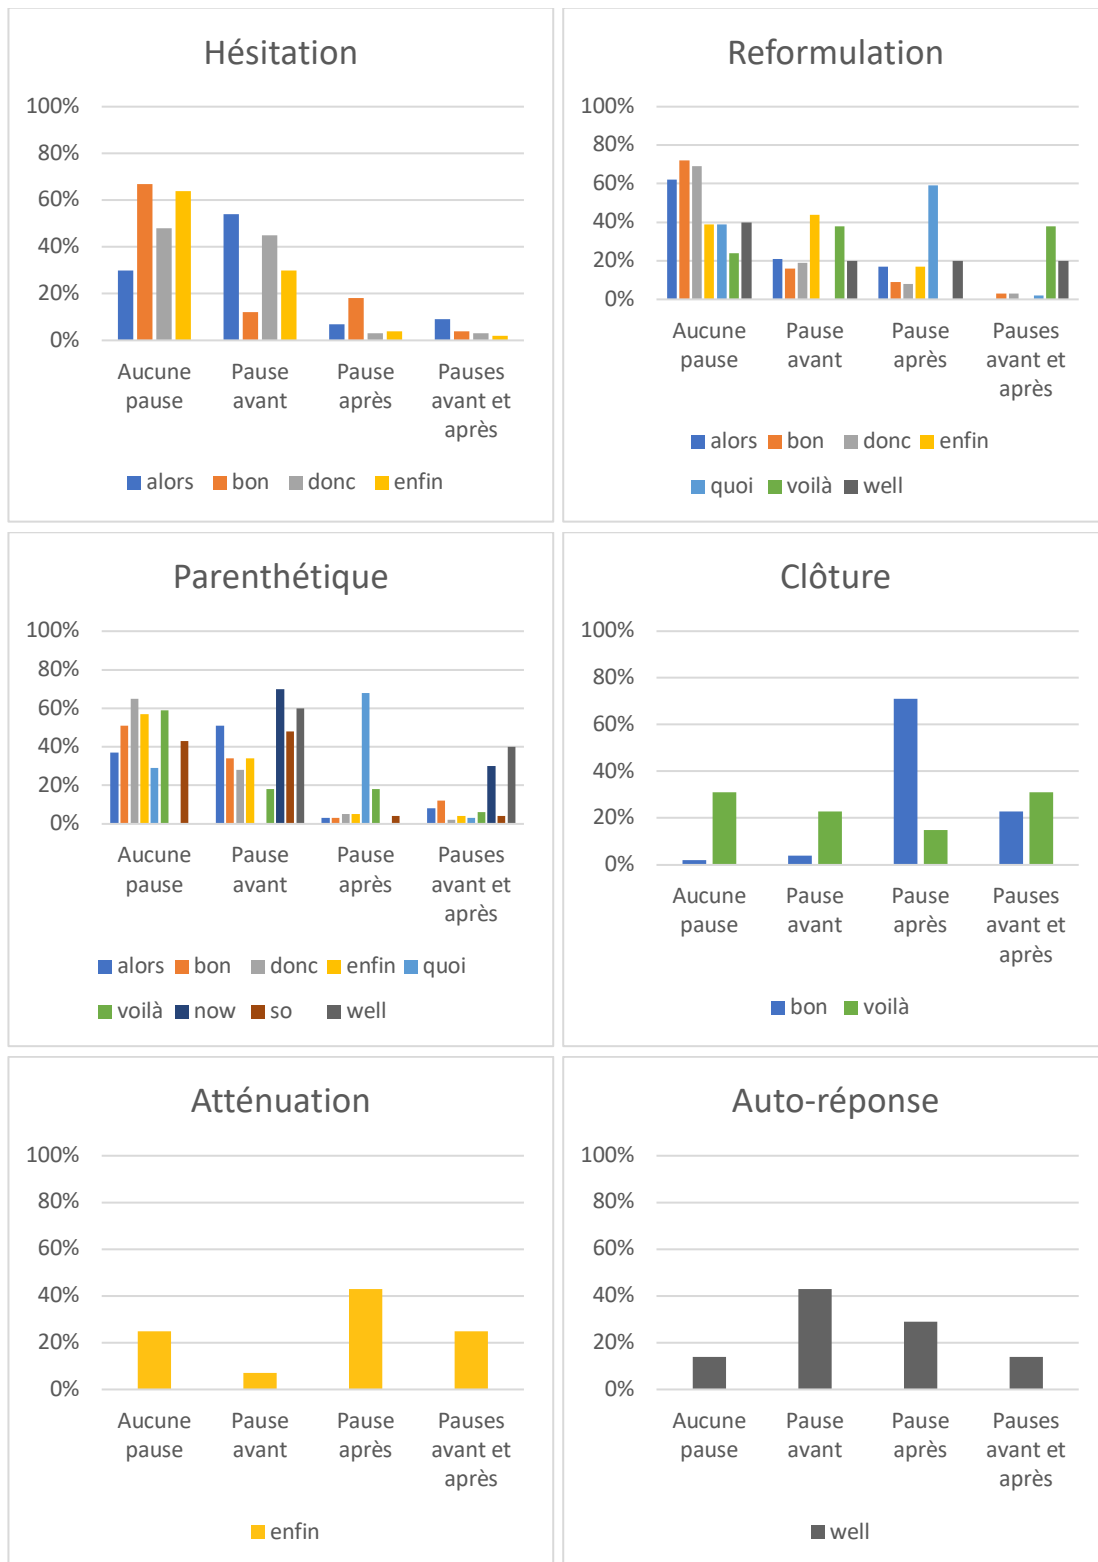 Hésitation
100%
80%
60%
40%
20%
0%
Aucune pause
Pause avant
Pause après
Pauses avant et après
alors bon donc enfin
Reformulation
100%
80%
60%
40%
20%
0%
Aucune pause
Pause avant
Pause après
Pauses avant et après
alors bon donc enfin
quoi voilà well
Parenthétique
100%
80%
60%
40%
20%
0%
Aucune pause
Pause avant
Pause après
Pauses avant et après
alors bon donc enfin quoi
voilà now so well
Clôture
100%
80%
60%
40%
20%
0%
Aucune pause
Pause avant
Pause après
Pauses avant et après
bon voilà
Atténuation
100%
80%
60%
40%
20%
0%
Aucune pause
Pause avant
Pause après
Pauses avant et après
enfin
Auto-réponse
100%
80%
60%
40%
20%
0%
Aucune pause
Pause avant
Pause après
Pauses avant et après
well